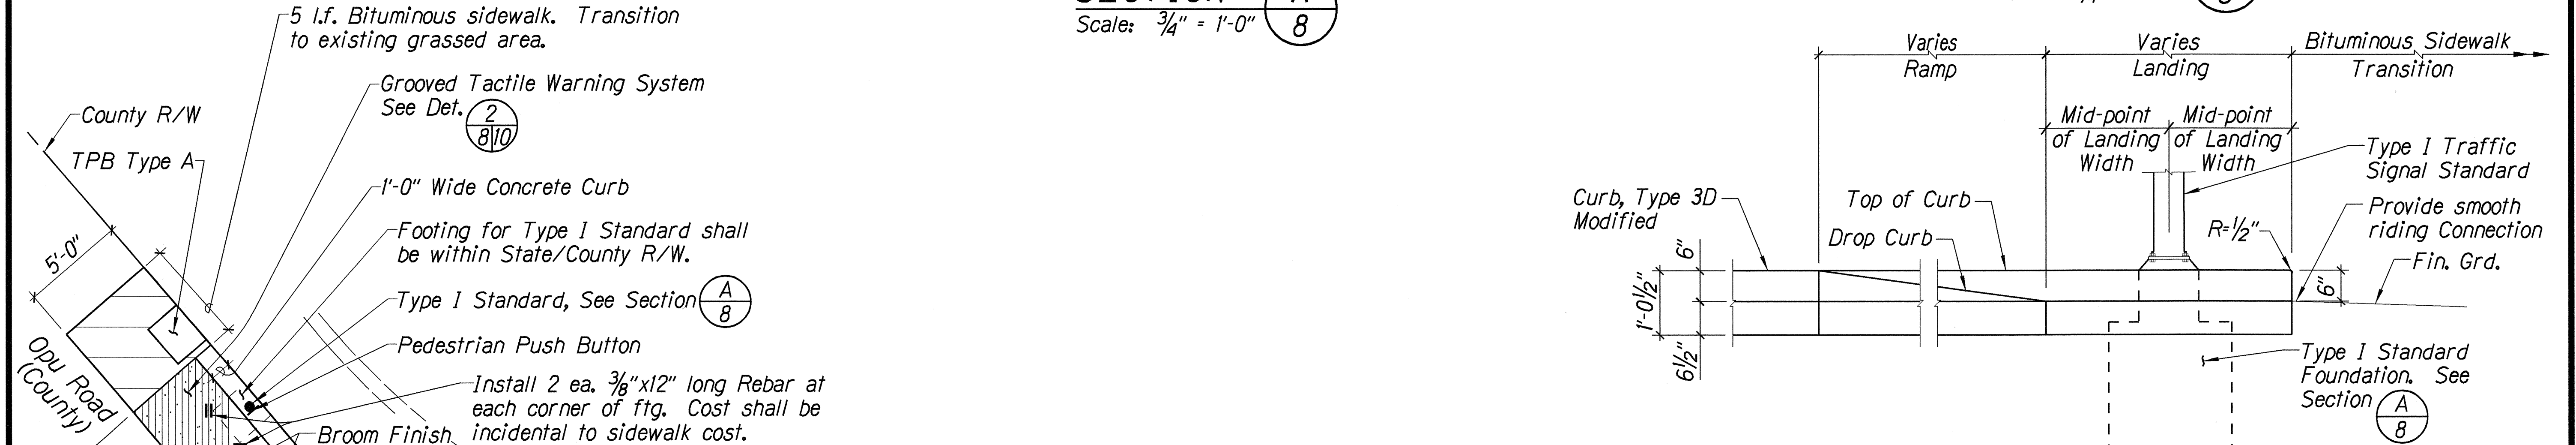 5 l.f. Bituminous sidewalk. Transition
to existing grassed area.
Grooved Tactile Warning System
See Det.
2
8|10
County R/W
TPB Type A
1'-0" Wide Concrete Curb
Footing for Type I Standard shall
be within State/County R/W.
5'-0"
Type I Standard, See Section
A
8
Pedestrian Push Button
Opu Road
(County)
Install 2 ea. 3/8"x12" long Rebar at
each corner of ftg. Cost shall be
incidental to sidewalk cost.
Broom Finish
Scale: 3/4" = 1'-0"
8
Varies
Ramp
Varies
Landing
Bituminous Sidewalk
Transition
Mid-point
of Landing
Width
Mid-point
of Landing
Width
Type I Traffic
Signal Standard
Curb, Type 3D
Modified
Top of Curb
Drop Curb
R=1/2"
Provide smooth
riding Connection
Fin. Grd.
6"
1'-0 1/2"
6 1/2"
6"
Type I Standard
Foundation. See
Section
A
8